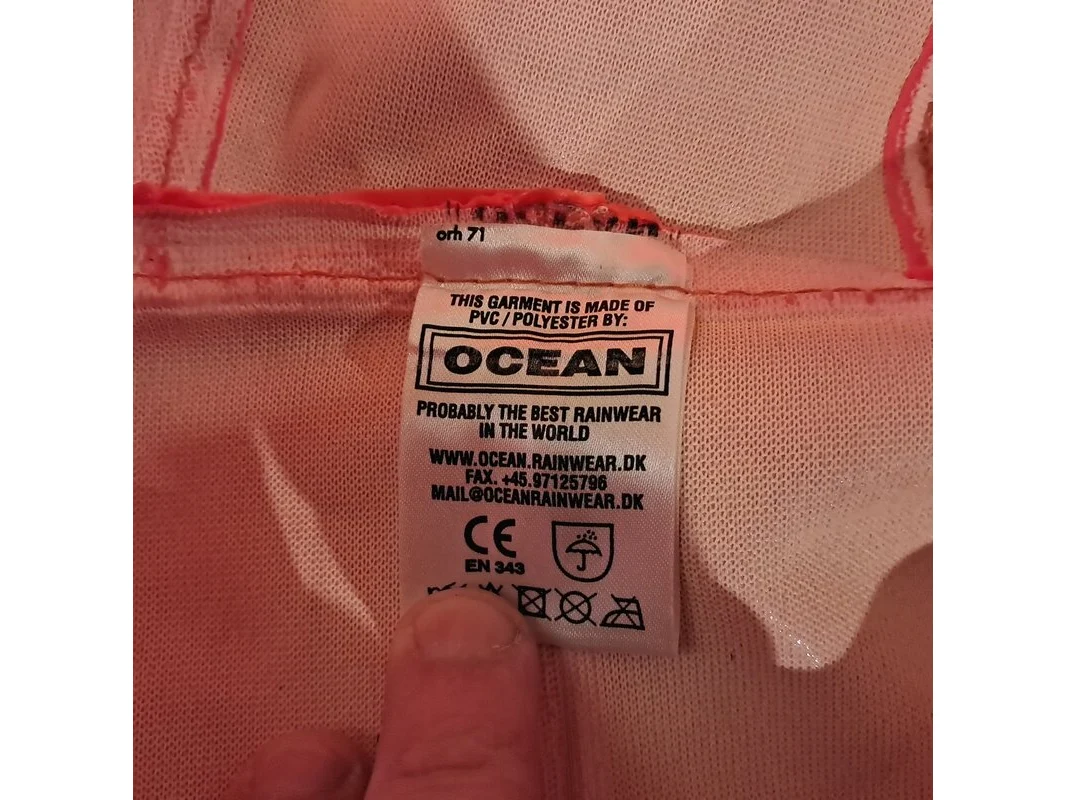 orh 71
THIS GARMENT IS MADE OF
PVC / POLYESTER BY:
OCEAN
PROBABLY THE BEST RAINWEAR
IN THE WORLD
WWW.OCEAN.RAINWEAR.DK
FAX. +45.97125796
MAIL@OCEANRAINWEAR.DK
CE
EN 343